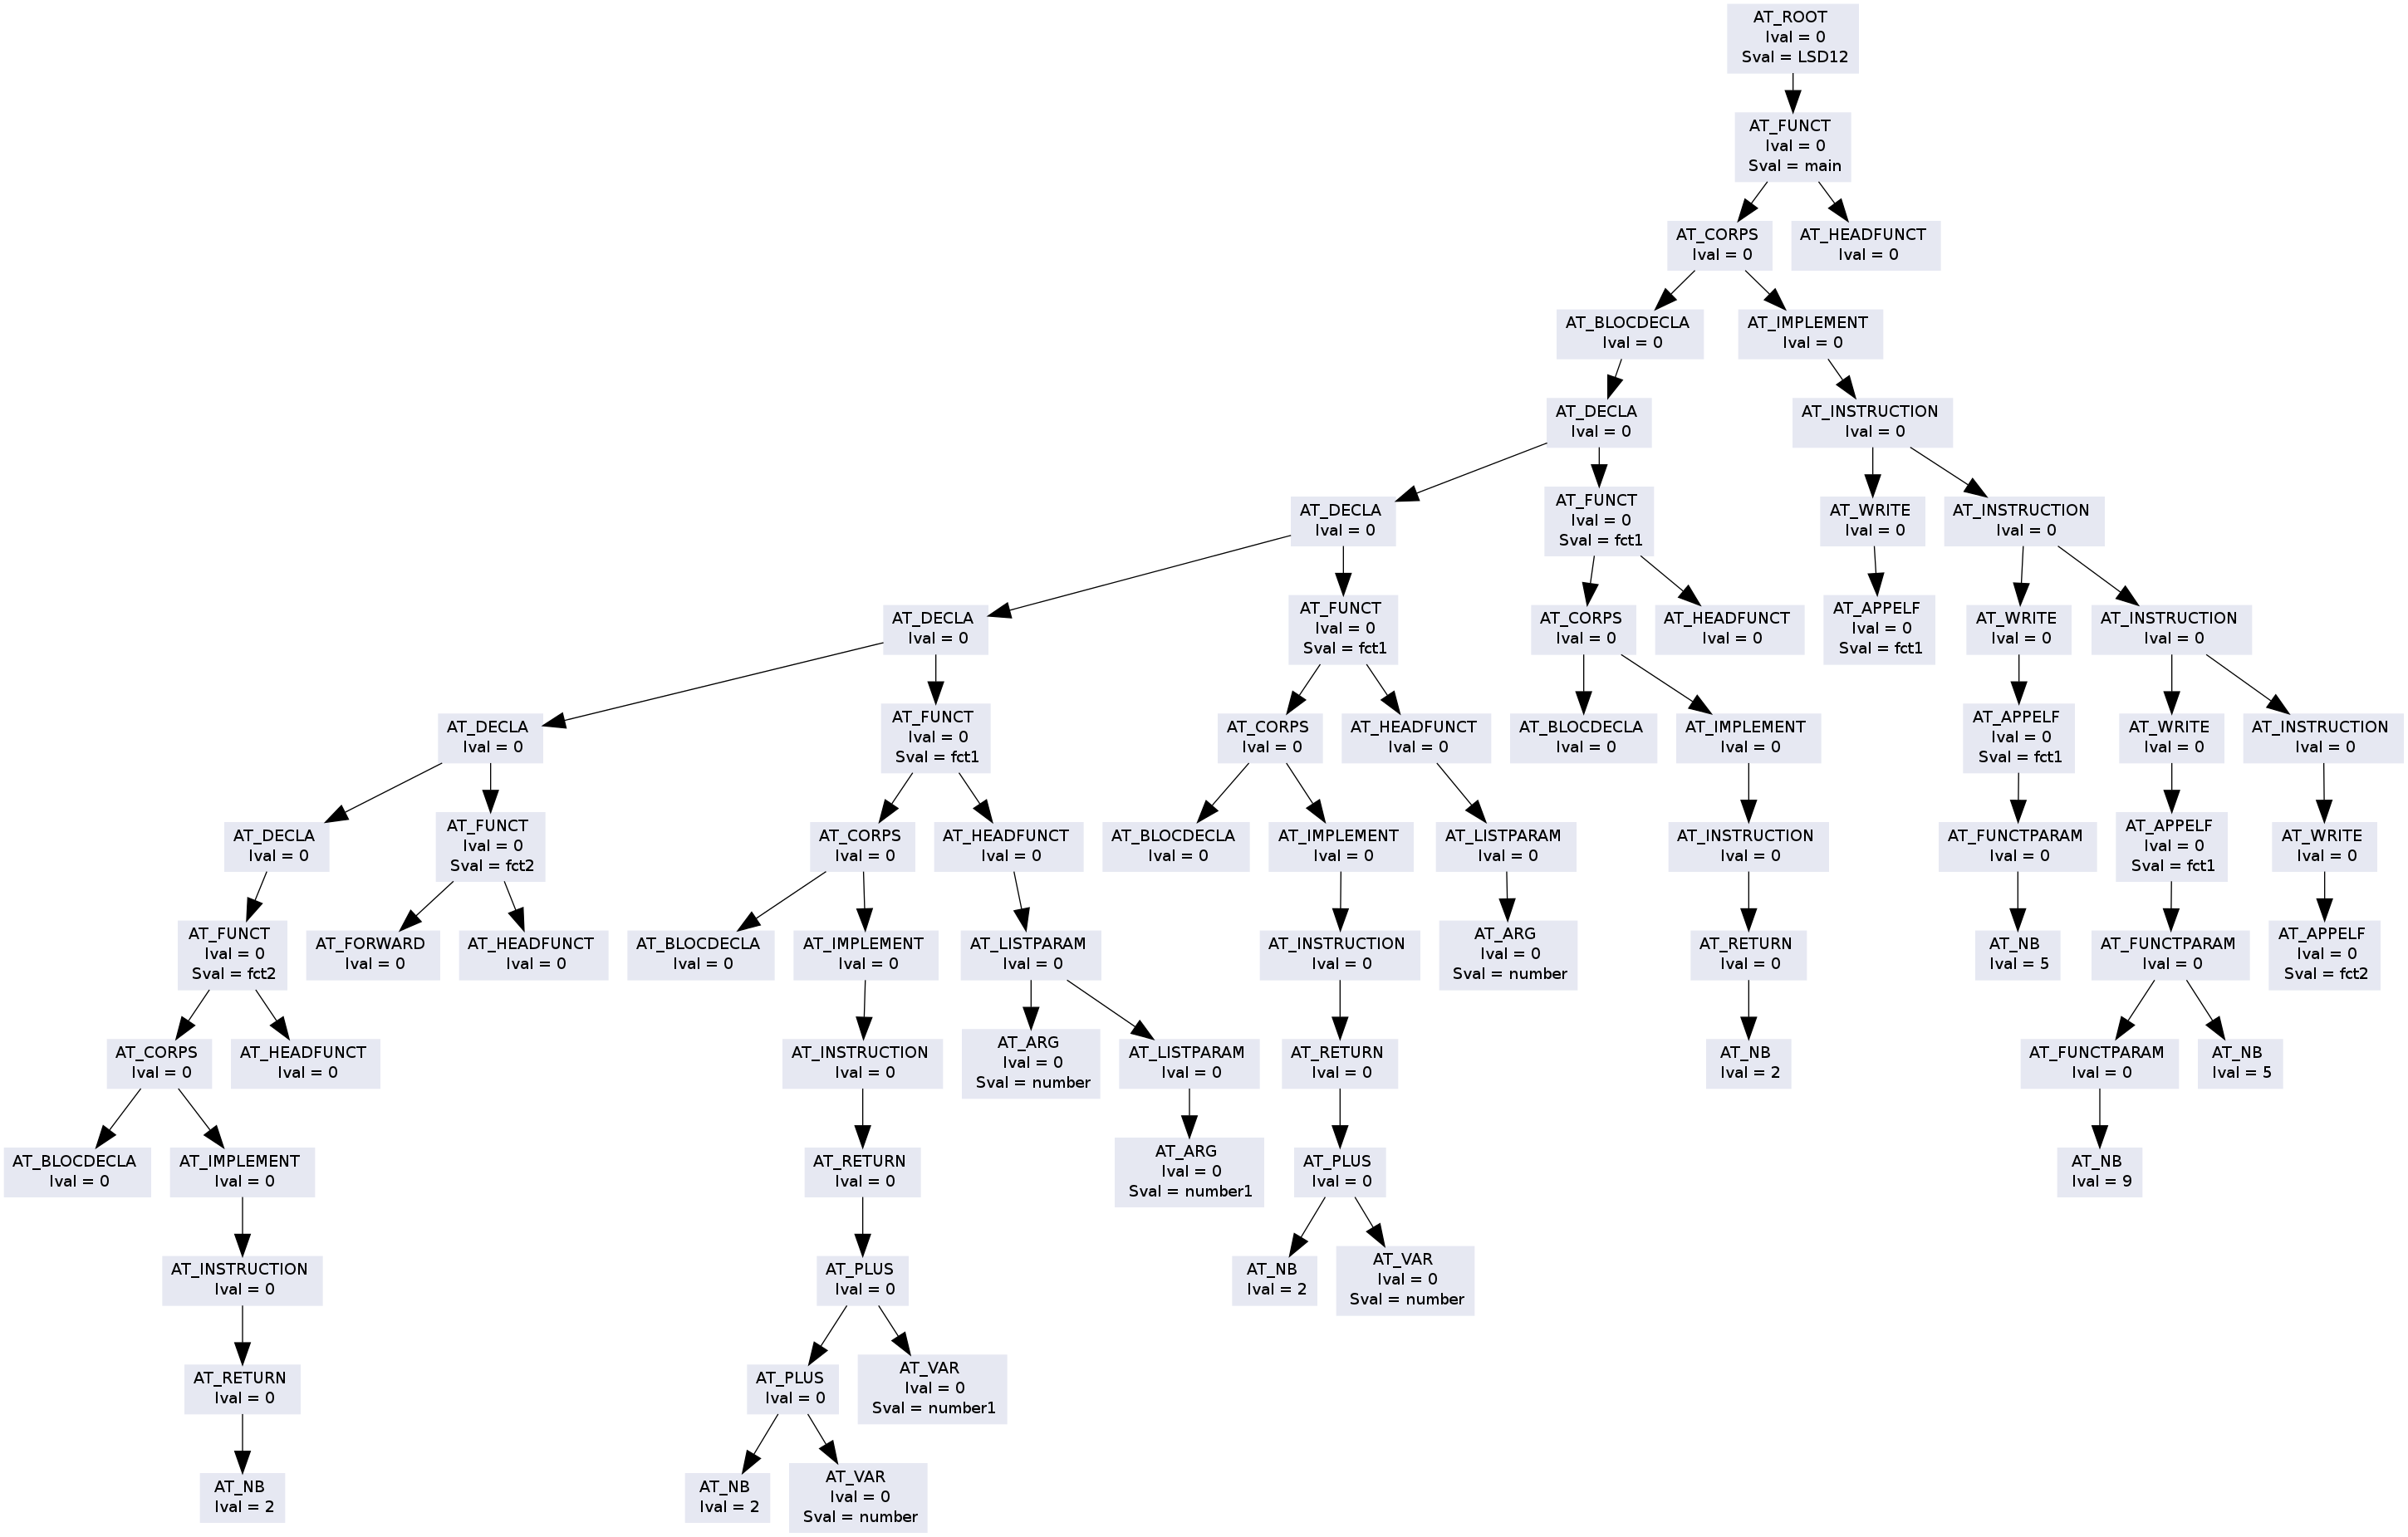 AT_ROOT
Ival = 0
Sval = LSD12
AT_FUNCT
Ival = 0
Sval = main
AT_CORPS
Ival = 0
AT_HEADFUNCT
Ival = 0
AT_BLOCDECLA
Ival = 0
AT_IMPLEMENT
Ival = 0
AT_DECLA
Ival = 0
AT_INSTRUCTION
Ival = 0
AT_DECLA
Ival = 0
AT_FUNCT
Ival = 0
Sval = fct1
AT_WRITE
Ival = 0
AT_INSTRUCTION
Ival = 0
AT_DECLA
Ival = 0
AT_FUNCT
Ival = 0
Sval = fct1
AT_CORPS
Ival = 0
AT_HEADFUNCT
Ival = 0
AT_APPELF
Ival = 0
Sval = fct1
AT_WRITE
Ival = 0
AT_INSTRUCTION
Ival = 0
AT_DECLA
Ival = 0
AT_FUNCT
Ival = 0
Sval = fct1
AT_CORPS
Ival = 0
AT_HEADFUNCT
Ival = 0
AT_BLOCDECLA
Ival = 0
AT_IMPLEMENT
Ival = 0
AT_APPELF
Ival = 0
Sval = fct1
AT_WRITE
Ival = 0
AT_INSTRUCTION
Ival = 0
AT_DECLA
Ival = 0
AT_FUNCT
Ival = 0
Sval = fct2
AT_CORPS
Ival = 0
AT_HEADFUNCT
Ival = 0
AT_BLOCDECLA
Ival = 0
AT_IMPLEMENT
Ival = 0
AT_LISTPARAM
Ival = 0
AT_INSTRUCTION
Ival = 0
AT_FUNCTPARAM
Ival = 0
AT_APPELF
Ival = 0
Sval = fct1
AT_WRITE
Ival = 0
AT_FUNCT
Ival = 0
Sval = fct2
AT_FORWARD
Ival = 0
AT_HEADFUNCT
Ival = 0
AT_BLOCDECLA
Ival = 0
AT_IMPLEMENT
Ival = 0
AT_LISTPARAM
Ival = 0
AT_INSTRUCTION
Ival = 0
AT_ARG
Ival = 0
Sval = number
AT_RETURN
Ival = 0
AT_NB
Ival = 5
AT_FUNCTPARAM
Ival = 0
AT_APPELF
Ival = 0
Sval = fct2
AT_CORPS
Ival = 0
AT_HEADFUNCT
Ival = 0
AT_INSTRUCTION
Ival = 0
AT_ARG
Ival = 0
Sval = number
AT_LISTPARAM
Ival = 0
AT_RETURN
Ival = 0
AT_NB
Ival = 2
AT_FUNCTPARAM
Ival = 0
AT_NB
Ival = 5
AT_BLOCDECLA
Ival = 0
AT_IMPLEMENT
Ival = 0
AT_RETURN
Ival = 0
AT_ARG
Ival = 0
Sval = number1
AT_PLUS
Ival = 0
AT_NB
Ival = 9
AT_INSTRUCTION
Ival = 0
AT_PLUS
Ival = 0
AT_NB
Ival = 2
AT_VAR
Ival = 0
Sval = number
AT_RETURN
Ival = 0
AT_PLUS
Ival = 0
AT_VAR
Ival = 0
Sval = number1
AT_NB
Ival = 2
AT_NB
Ival = 2
AT_VAR
Ival = 0
Sval = number